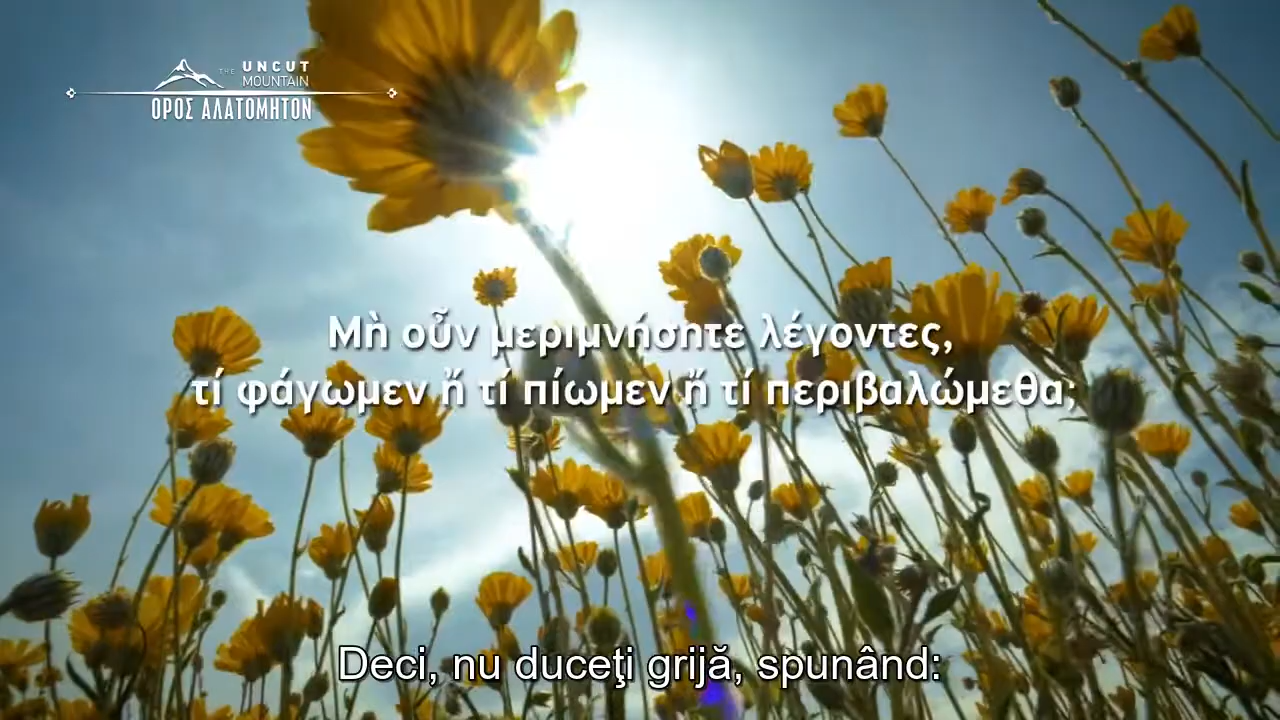 THE UNCUT
MOUNTAIN
ΟΡΟΣ ΑΛΑΤΟΜΗΤΟΝ
Μὴ οὖν μεριμνήσητε λέγοντες,
τί φάγωμεν ἤ τί πίωμεν ἤ τί περιβαλώμεθα;
Deci, nu duceţi grijă, spunând: